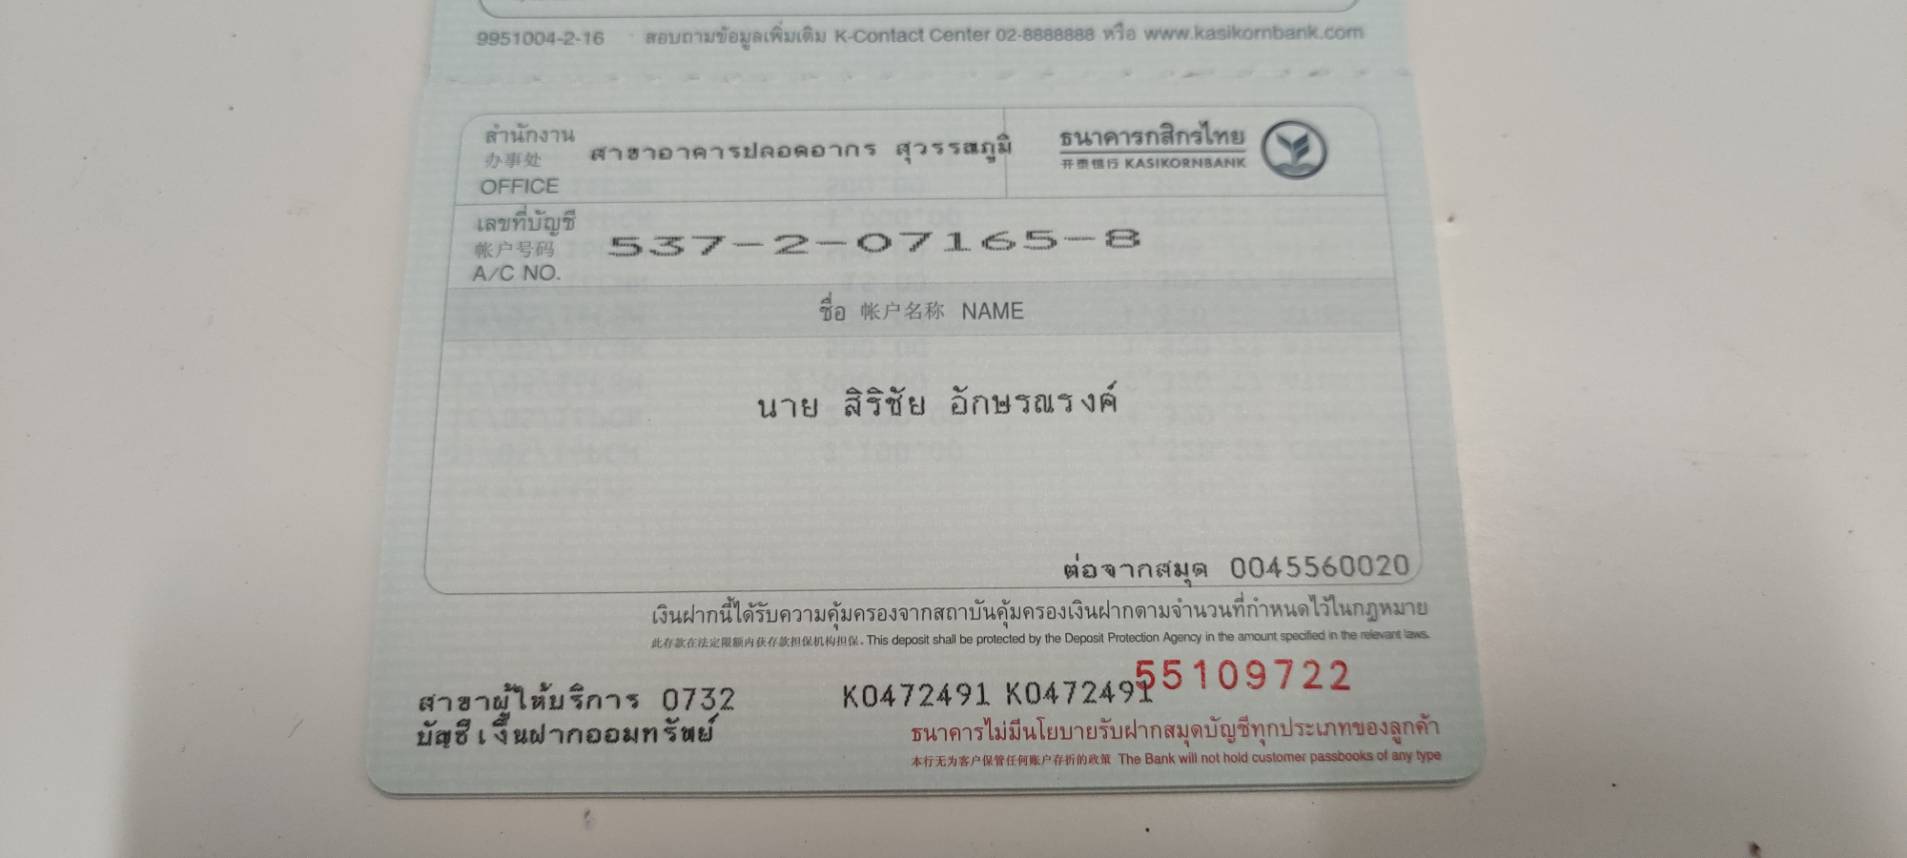 9951004-2-16 สอบถามข้อมูลเพิ่มเติม K-Contact Center 02-8888888 หรือ www.kasikornbank.com
สำนักงาน
办事处
OFFICE
สาขาอาคารปลอดอากร สุวรรณภูมิ
ธนาคารกสิกรไทย
开泰银行 KASIKORNBANK
เลขที่บัญชี
帐户号码
A/C NO.
537-2-07165-8
ชื่อ 帐户名称 NAME
นาย สิริชัย อักษรณรงค์
ต่อจากสมุด 0045560020
เงินฝากนี้ได้รับความคุ้มครองจากสถาบันคุ้มครองเงินฝากตามจำนวนที่กำหนดไว้ในกฎหมาย
此存款在法定限额内获存款担保机构担保. This deposit shall be protected by the Deposit Protection Agency in the amount specified in the relevant laws.
55109722
สาขาผู้ให้บริการ 0732 K0472491 K0472491
บัญชีเงินฝากออมทรัพย์
ธนาคารไม่มีนโยบายรับฝากสมุดบัญชีทุกประเภทของลูกค้า
本行无为客户保管任何账户存折的政策 The Bank will not hold customer passbooks of any type